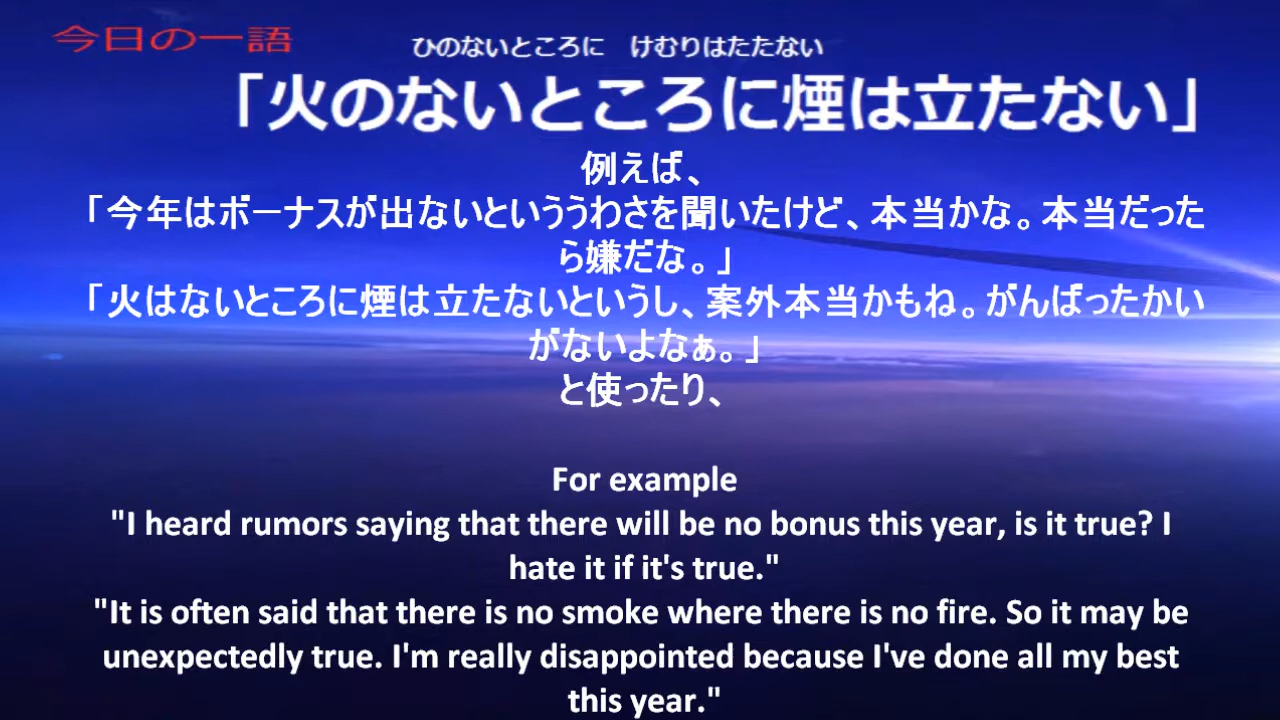 今日の一語
ひのないところに　けむりはたたない
「火のないところに煙は立たない」
例えば、
「今年はボーナスが出ないといううわさを聞いたけど、本当かな。本当だった
ら嫌だな。」
「火はないところに煙は立たないというし、案外本当かもね。がんばったかい
がないよなぁ。」
と使ったり、
For example
"I heard rumors saying that there will be no bonus this year, is it true? I
hate it if it's true."
"It is often said that there is no smoke where there is no fire. So it may be
unexpectedly true. I'm really disappointed because I've done all my best
this year."